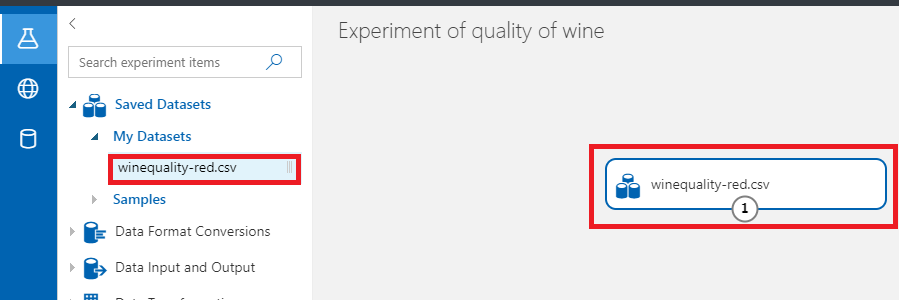 Experiment of quality of wine
Search experiment items
Saved Datasets
My Datasets
winequality-red.csv
Samples
Data Format Conversions
Data Input and Output
winequality-red.csv
1